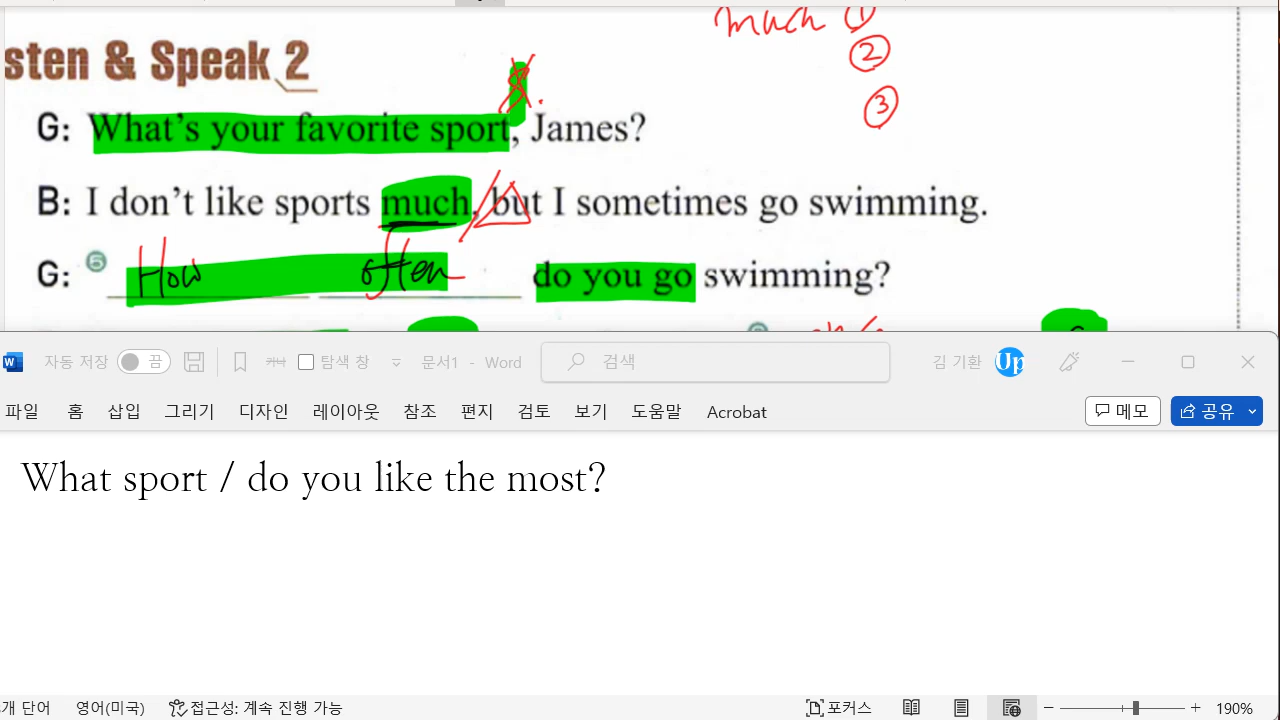 much ①
②
sten & Speak 2
③
G: What's your favorite sport, James?
B: I don't like sports much, but I sometimes go swimming.
G: ⑤ How often do you go swimming?
자동 저장 끔 탐색 창 문서1 - Word 검색 김 기환 Up
파일 홈 삽입 그리기 디자인 레이아웃 참조 편지 검토 보기 도움말 Acrobat 메모 공유
What sport / do you like the most?
개 단어 영어(미국) 접근성: 계속 진행 가능 포커스 190%